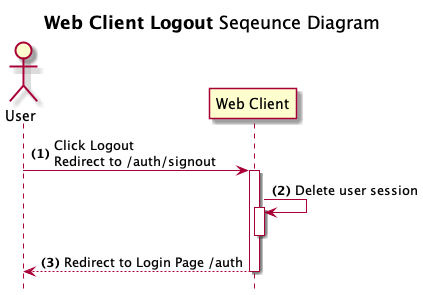 Web Client Logout Seqeunce Diagram
User
Web Client
(1) Click Logout
Redirect to /auth/signout
(2) Delete user session
(3) Redirect to Login Page /auth